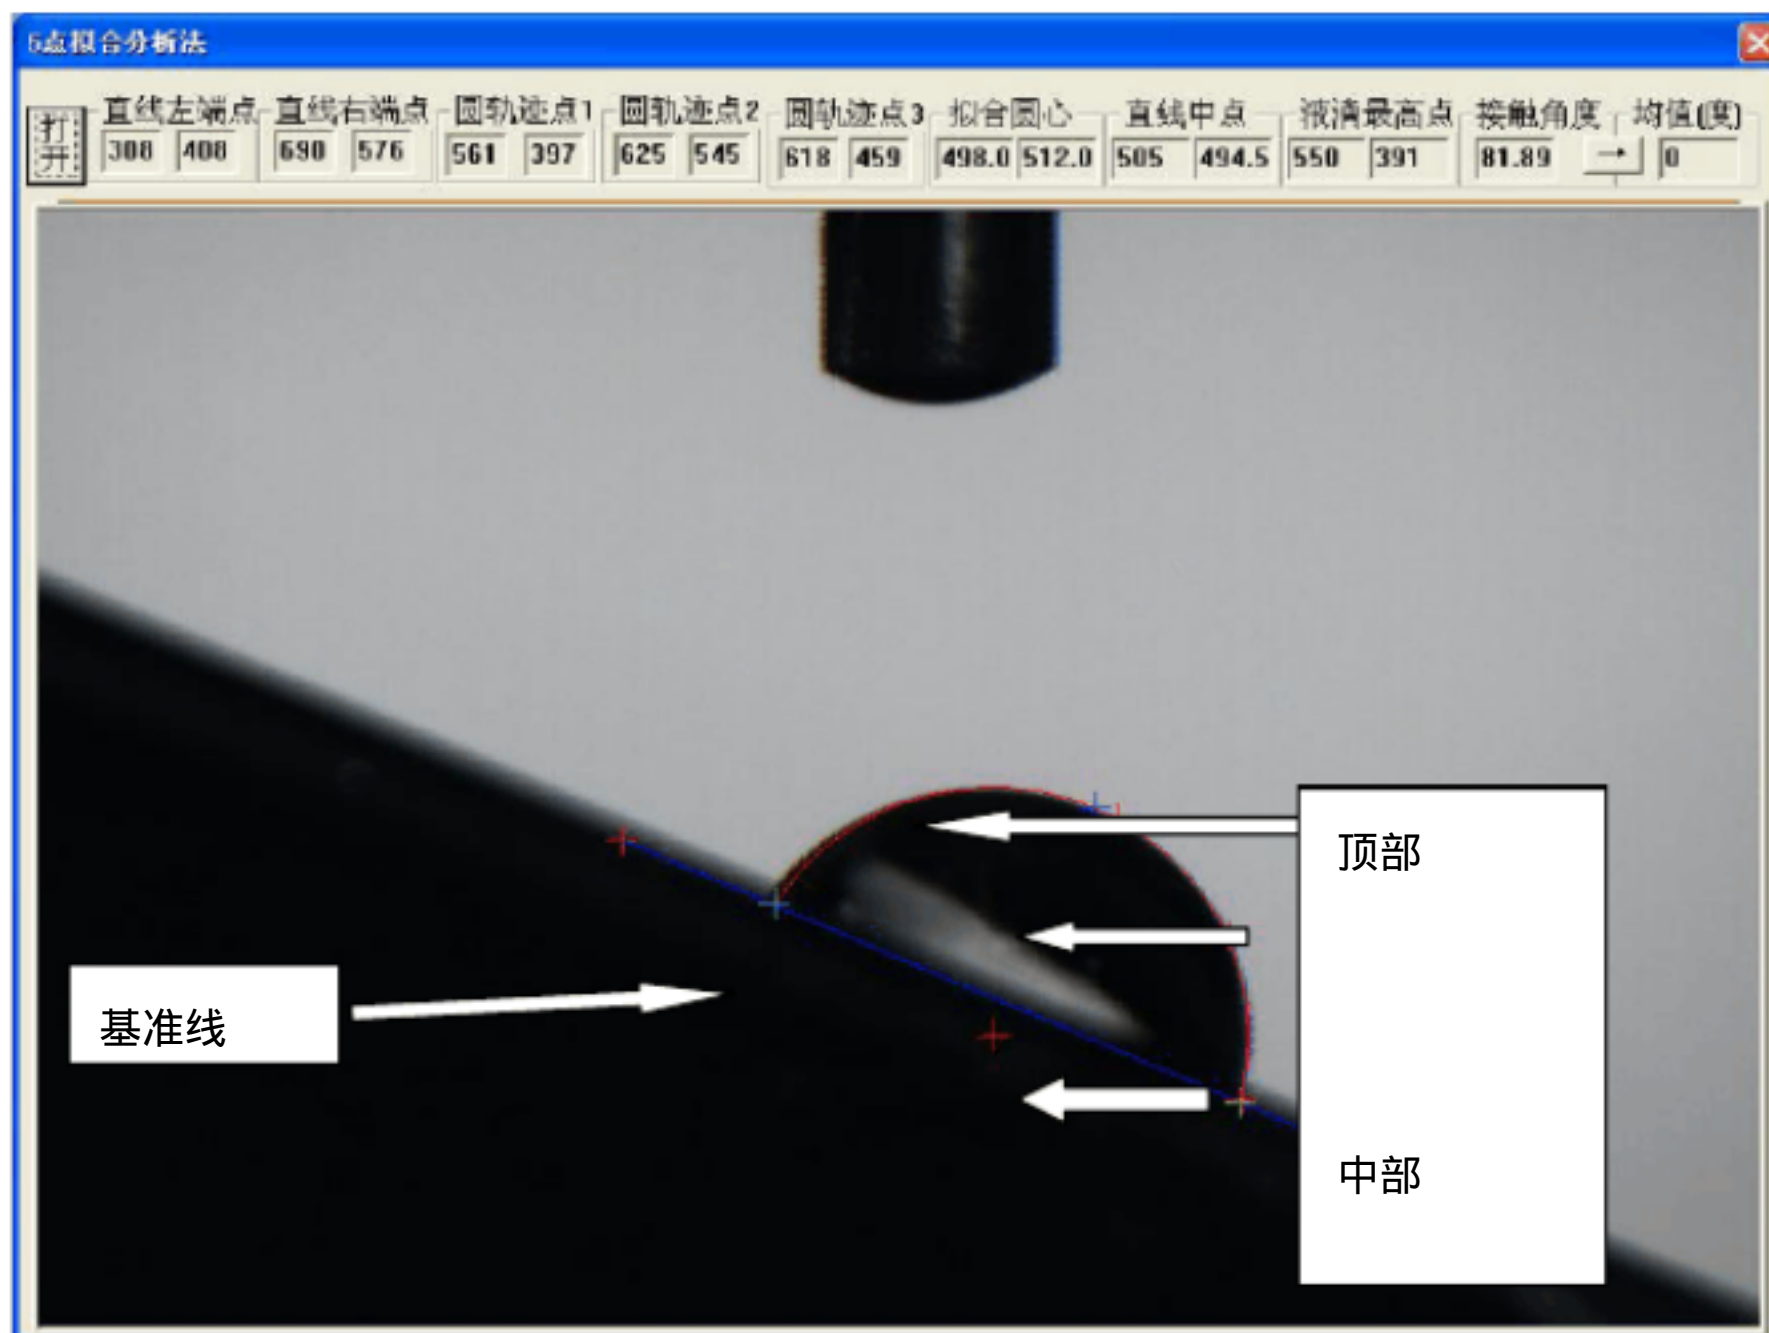 5点拟合分析法
打开
直线左端点 直线右端点 圆轨迹点1 圆轨迹点2 圆轨迹点3 拟合圆心 直线中点 液滴最高点 接触角度 均值(度)
308 408 690 576 561 397 625 545 618 459 498.0 512.0 505 494.5 550 391 81.89 → 0
顶部
基准线
中部